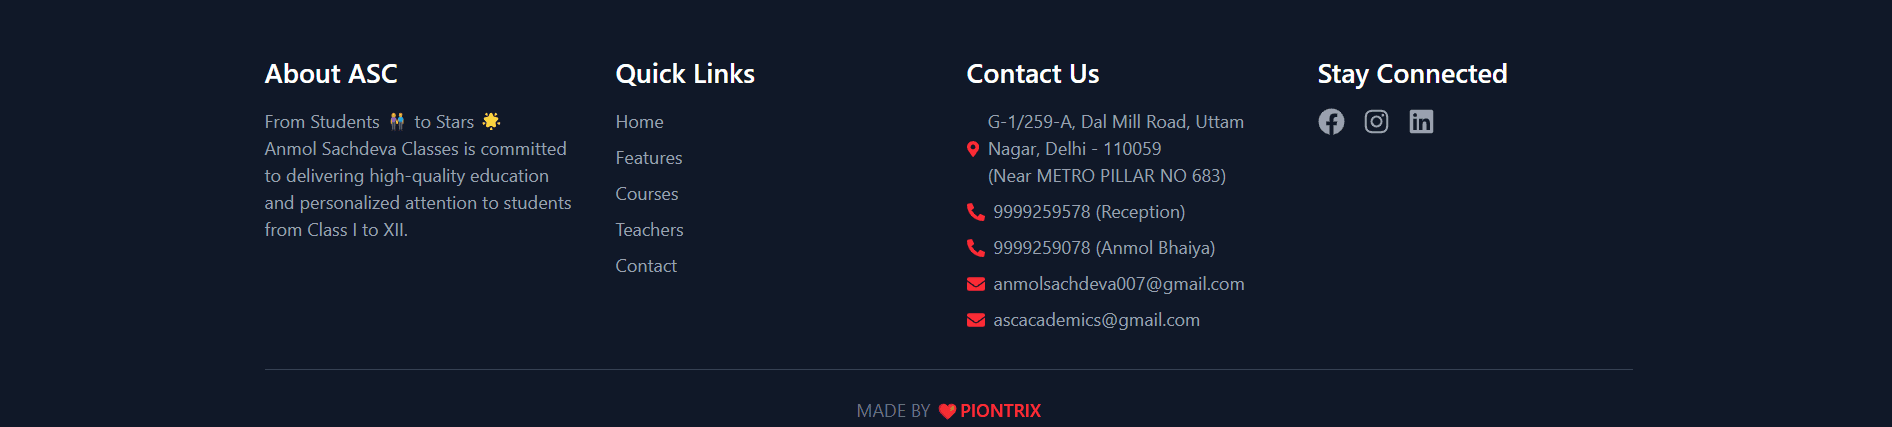 About ASC
From Students 👫 to Stars 🌟
Anmol Sachdeva Classes is committed
to delivering high-quality education
and personalized attention to students
from Class I to XII.
Quick Links
Home
Features
Courses
Teachers
Contact
Contact Us
G-1/259-A, Dal Mill Road, Uttam
Nagar, Delhi - 110059
(Near METRO PILLAR NO 683)
9999259578 (Reception)
9999259078 (Anmol Bhaiya)
anmolsachdeva007@gmail.com
ascacademics@gmail.com
Stay Connected
MADE BY ❤️ PIONTRIX